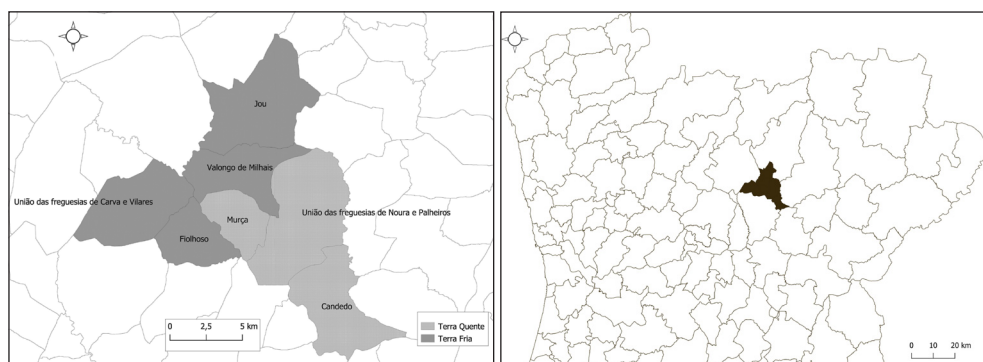 Jou
Valongo de Milhais
União das freguesias de Carva e Vilares
Murça
União das freguesias de Noura e Palheiros
Fiolhoso
Candedo
0 2,5 5 km
Terra Quente
Terra Fria
0 10 20 km